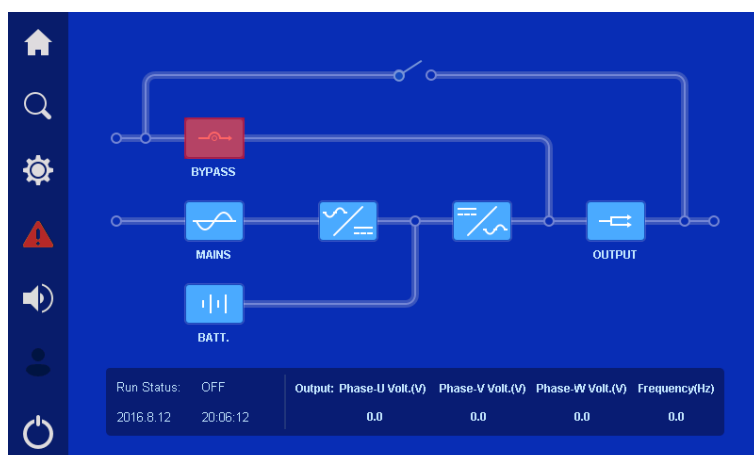 BYPASS
MAINS
OUTPUT
BATT.
Run Status: OFF Output: Phase-U Volt.(V) Phase-V Volt.(V) Phase-W Volt.(V) Frequency(Hz)
2016.8.12 20:06:12 0.0 0.0 0.0 0.0